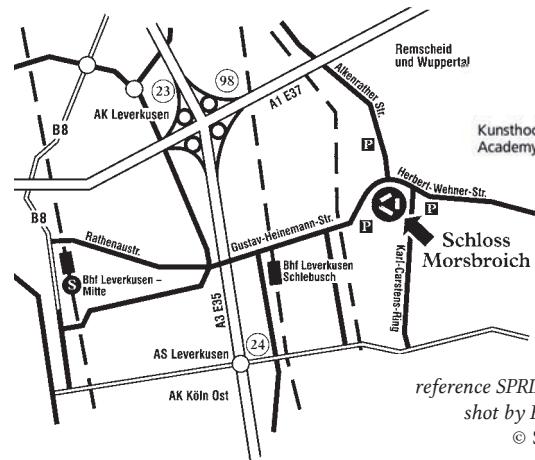 Remscheid
und Wuppertal
Alkenrather Str.
98
23
A1 E37
AK Leverkusen
Kunsthoc
Academy
B8
P
Herbert-Wehner-Str.
P
P
B8
Rathenaustr.
Gustav-Heinemann-Str.
Schloss
Morsbroich
Karl-Carstens-Ring
Bhf Leverkusen –
Mitte
S
Bhf Leverkusen
Schlebusch
A3 E35
AS Leverkusen
24
AK Köln Ost
reference SPRL
shot by
©